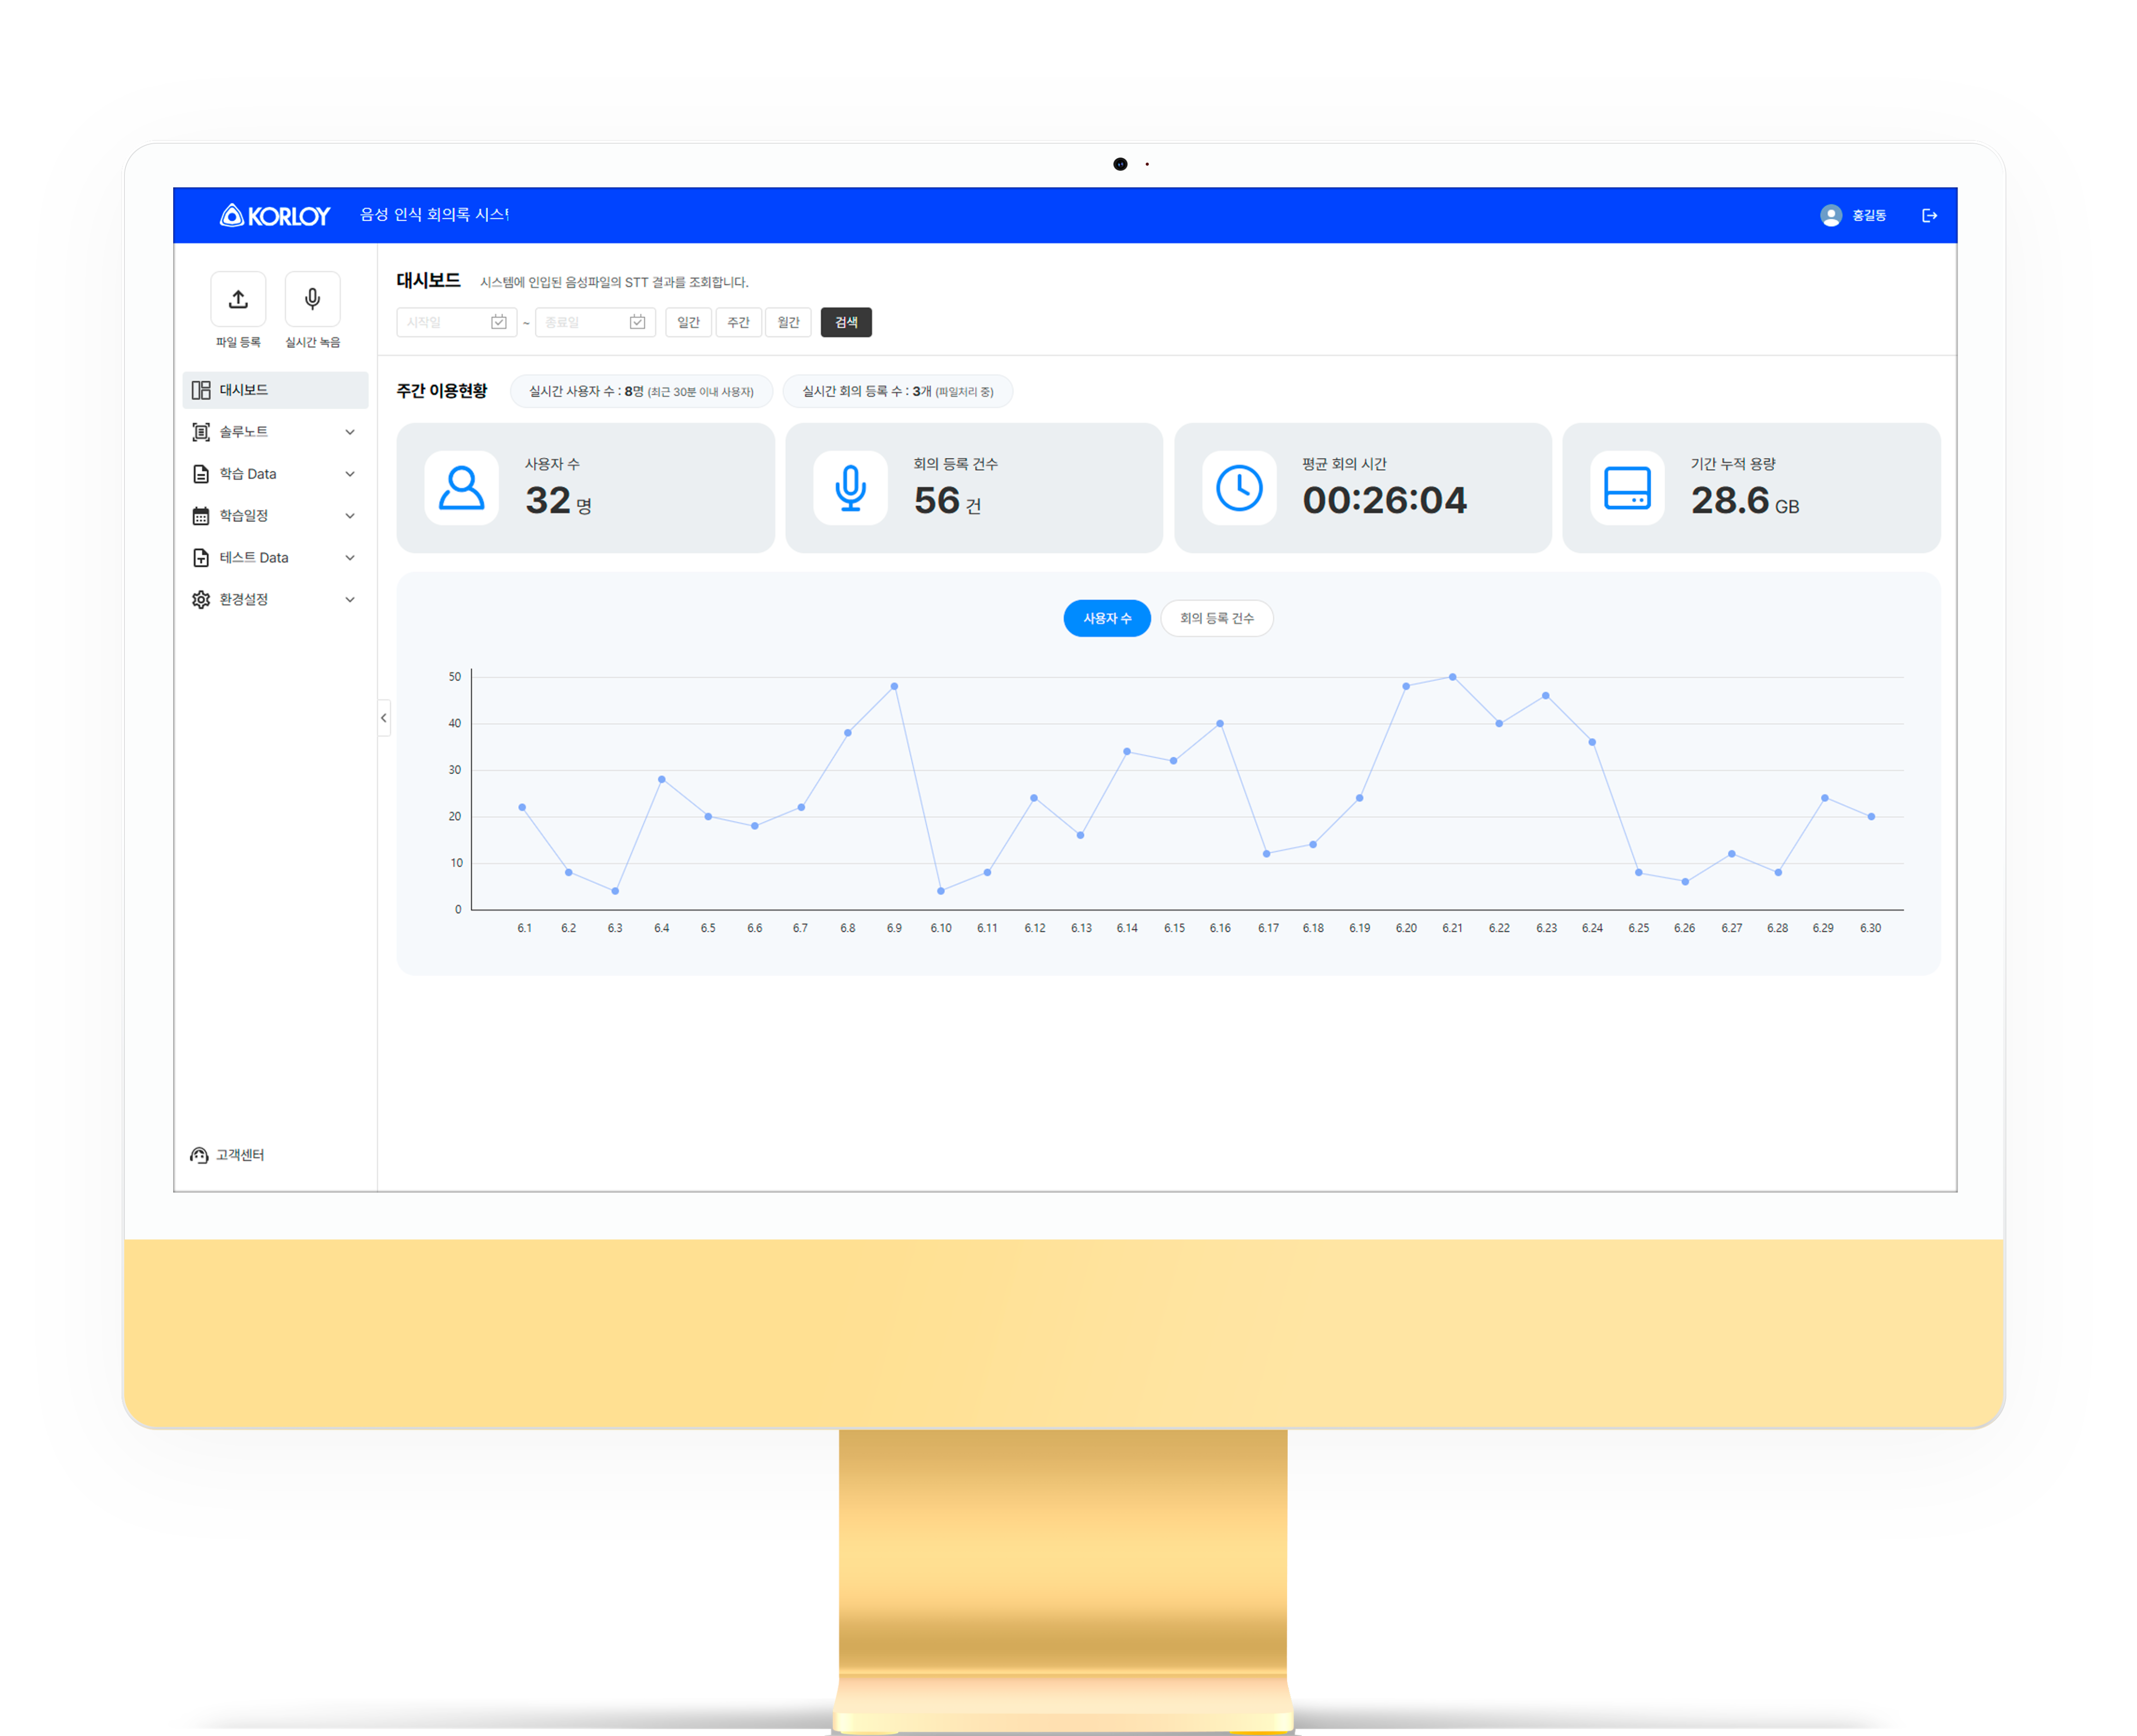 KORLOY 음성 인식 회의록 시스
홍길동
파일 등록 실시간 녹음
대시보드
솔루노트
학습 Data
학습일정
테스트 Data
환경설정
고객센터
대시보드 시스템에 인입된 음성파일의 STT 결과를 조회합니다.
시작일 ~ 종료일 일간 주간 월간 검색
주간 이용현황 실시간 사용자 수 : 8명 (최근 30분 이내 사용자) 실시간 회의 등록 수 : 3개 (파일처리 중)
사용자 수
32 명
회의 등록 건수
56 건
평균 회의 시간
00:26:04
기간 누적 용량
28.6 GB
사용자 수 회의 등록 건수
50
40
30
20
10
0
6.1 6.2 6.3 6.4 6.5 6.6 6.7 6.8 6.9 6.10 6.11 6.12 6.13 6.14 6.15 6.16 6.17 6.18 6.19 6.20 6.21 6.22 6.23 6.24 6.25 6.26 6.27 6.28 6.29 6.30